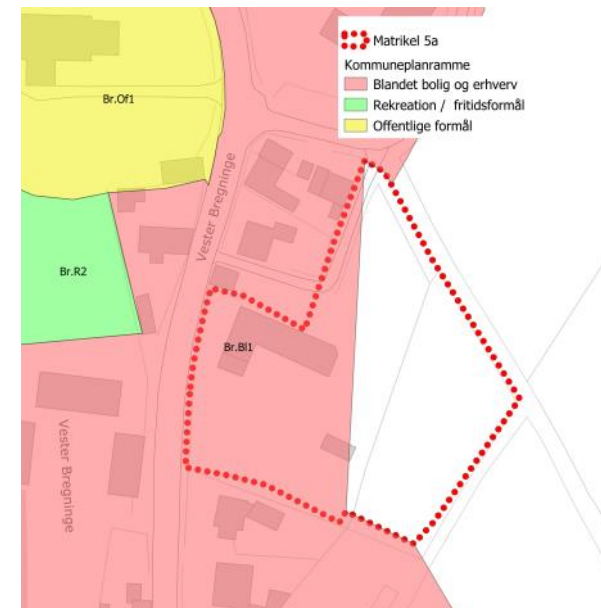 Matrikel 5a
Kommuneplanramme
Blandet bolig og erhverv
Rekreation / fritidsformål
Offentlige formål
Br.Of1
Vester Bregninge
Br.R2
Br.Bl1
Vester Bregninge